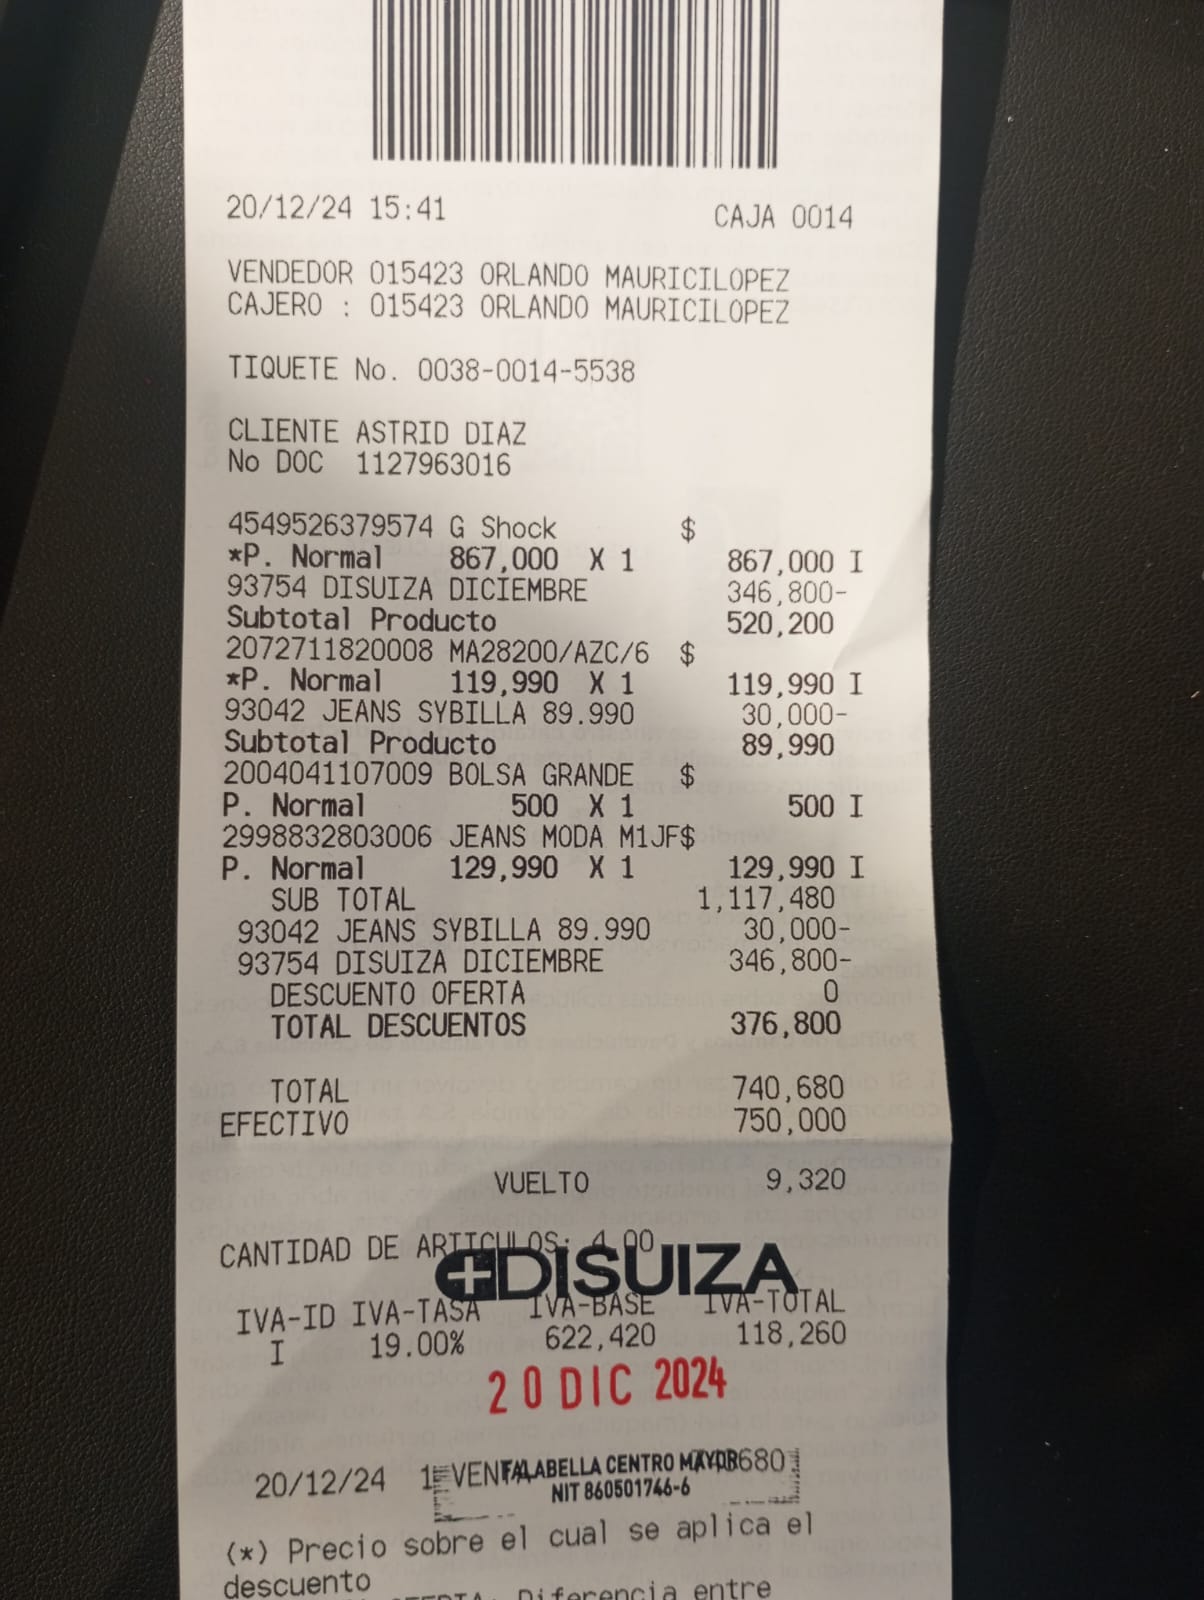 20/12/24 15:41 CAJA 0014
VENDEDOR 015423 ORLANDO MAURICILOPEZ
CAJERO : 015423 ORLANDO MAURICILOPEZ
TIQUETE No. 0038-0014-5538
CLIENTE ASTRID DIAZ
No DOC 1127963016
4549526379574 G Shock $
*P. Normal 867,000 X 1 867,000 I
93754 DISUIZA DICIEMBRE 346,800-
Subtotal Producto 520,200
2072711820008 MA28200/AZC/6 $
*P. Normal 119,990 X 1 119,990 I
93042 JEANS SYBILLA 89.990 30,000-
Subtotal Producto 89,990
2004041107009 BOLSA GRANDE $
P. Normal 500 X 1 500 I
2998832803006 JEANS MODA M1JF$
P. Normal 129,990 X 1 129,990 I
SUB TOTAL 1,117,480
93042 JEANS SYBILLA 89.990 30,000-
93754 DISUIZA DICIEMBRE 346,800-
DESCUENTO OFERTA 0
TOTAL DESCUENTOS 376,800
TOTAL 740,680
EFECTIVO 750,000
VUELTO 9,320
CANTIDAD DE ARTICULOS: 4.00
DISUIZA
IVA-ID IVA-TASA IVA-BASE IVA-TOTAL
I 19.00% 622,420 118,260
20 DIC 2024
20/12/24
FALABELLA CENTRO MAYOR
NIT 860501746-6
(*) Precio sobre el cual se aplica el
descuento
Diferencia entre